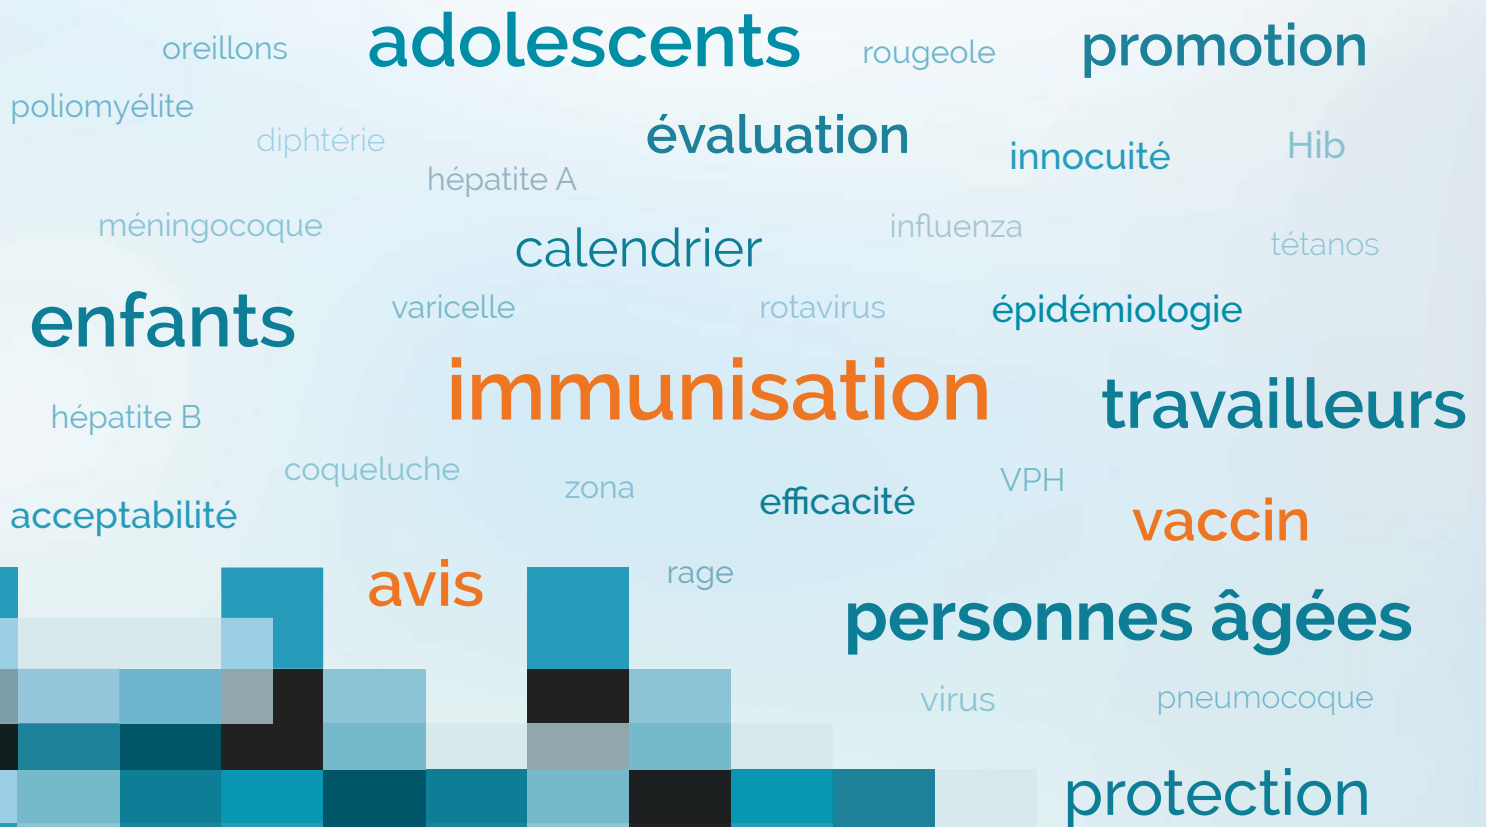 oreillons
adolescents
rougeole
promotion
poliomyélite
diphtérie
évaluation
innocuité
Hib
hépatite A
méningocoque
calendrier
influenza
tétanos
enfants
varicelle
rotavirus
épidémiologie
immunisation
travailleurs
hépatite B
coqueluche
zona
efficacité
VPH
acceptabilité
vaccin
avis
rage
personnes âgées
virus
pneumocoque
protection